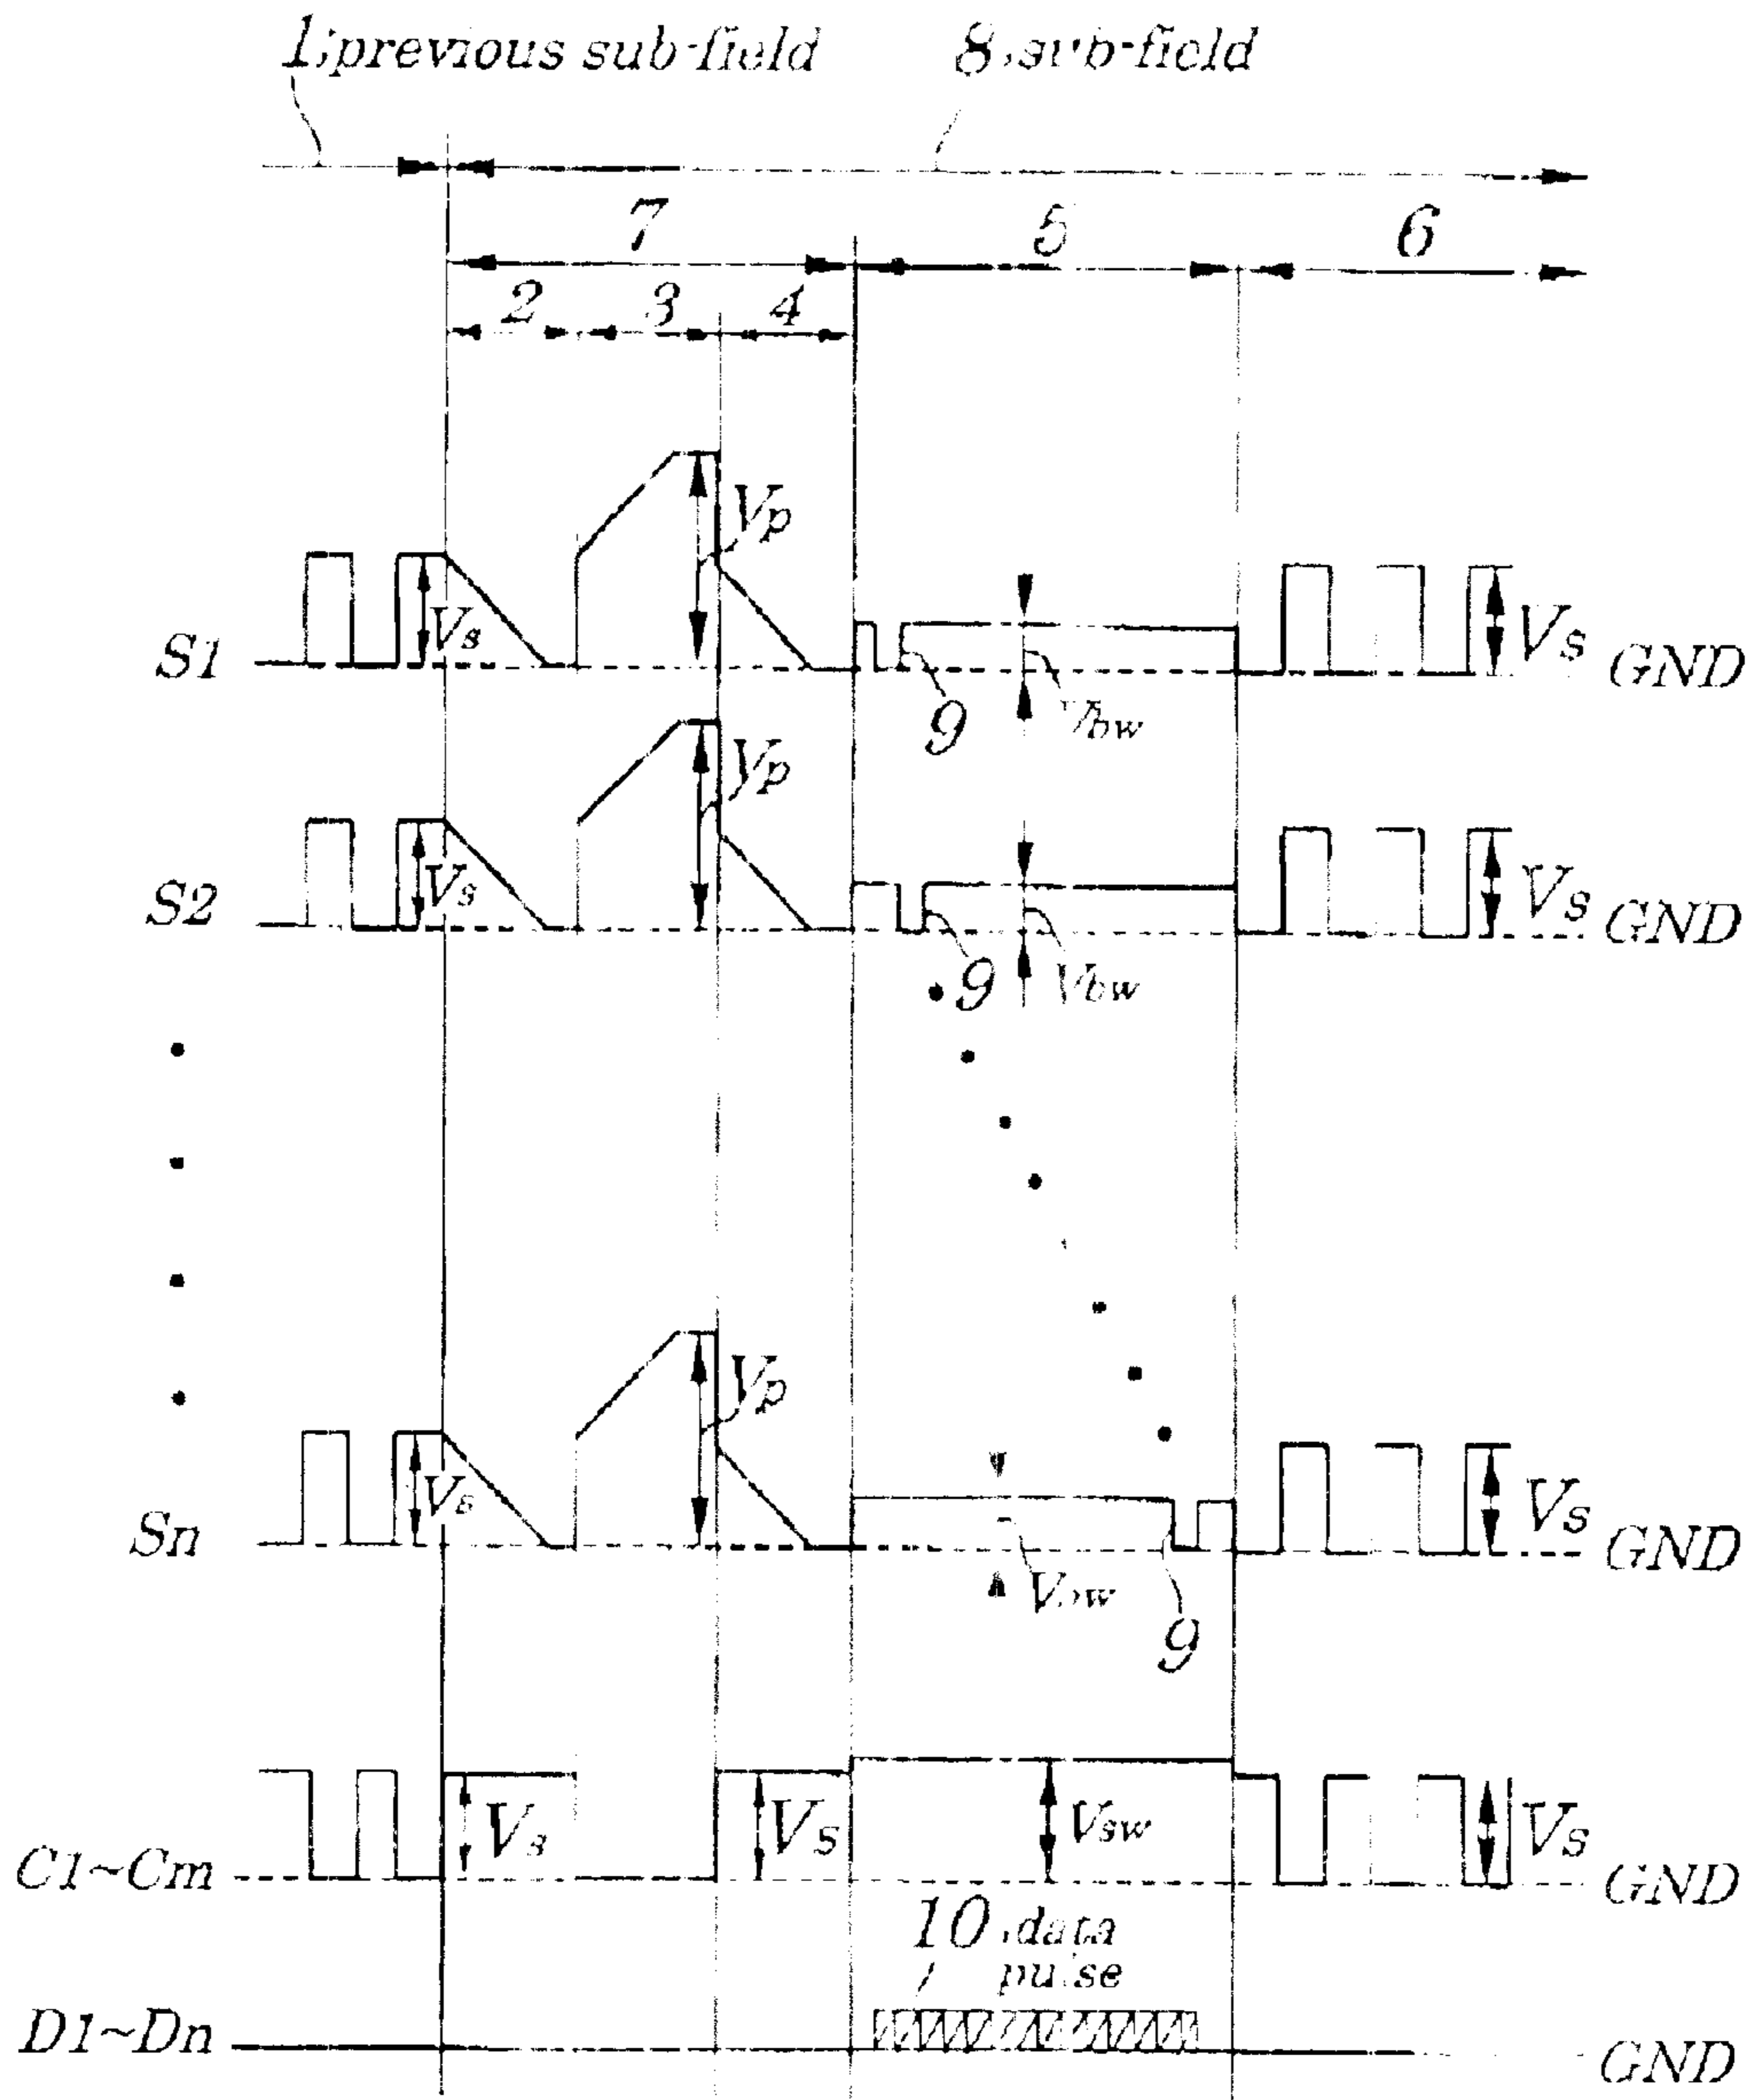 1;previous sub-field 8;sub-field
7 5 6
2 3 4
Vp
S1 Vs Vs GND
9 Vbw
Vp
S2 Vs Vs GND
9 Vbw
Vp
Sn Vs Vs GND
Vbw
9
Vs Vs Vsw Vs
C1~Cm GND
10 ;data
pulse
D1~Dn GND